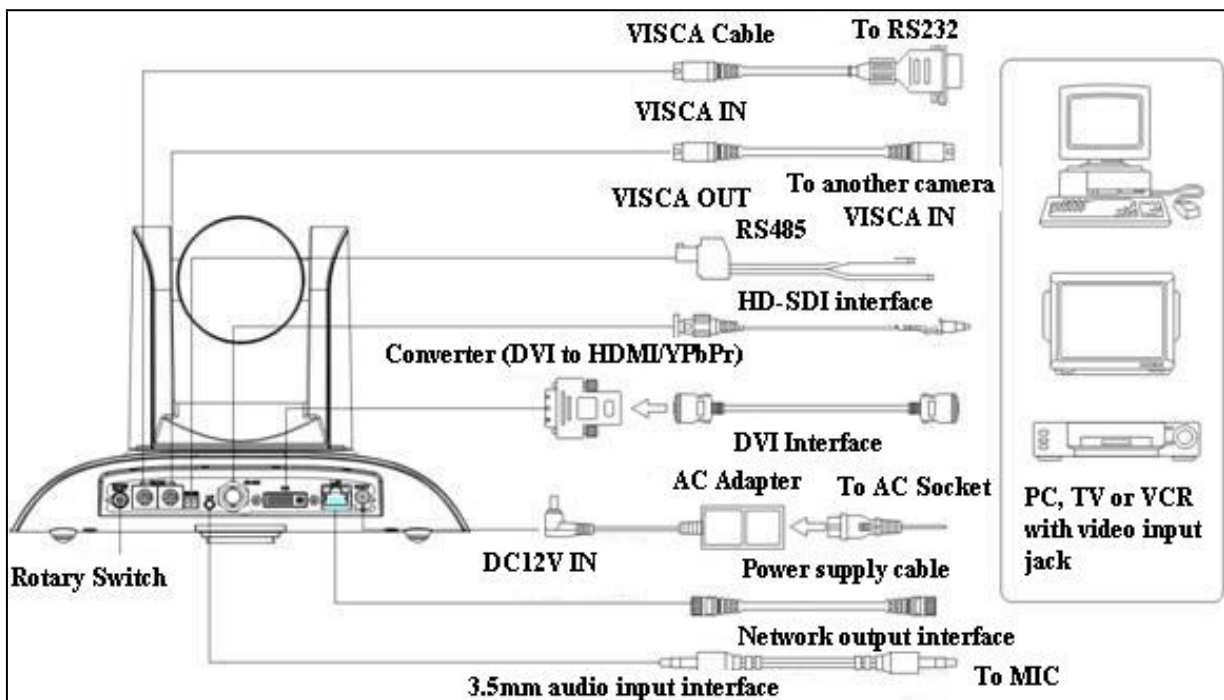 VISCA Cable
To RS232
VISCA IN
To another camera
VISCA OUT
VISCA IN
RS485
HD-SDI interface
Converter (DVI to HDMI/YPbPr)
DVI Interface
AC Adapter
To AC Socket
PC, TV or VCR
with video input
jack
Rotary Switch
DC12V IN
Power supply cable
Network output interface
To MIC
3.5mm audio input interface